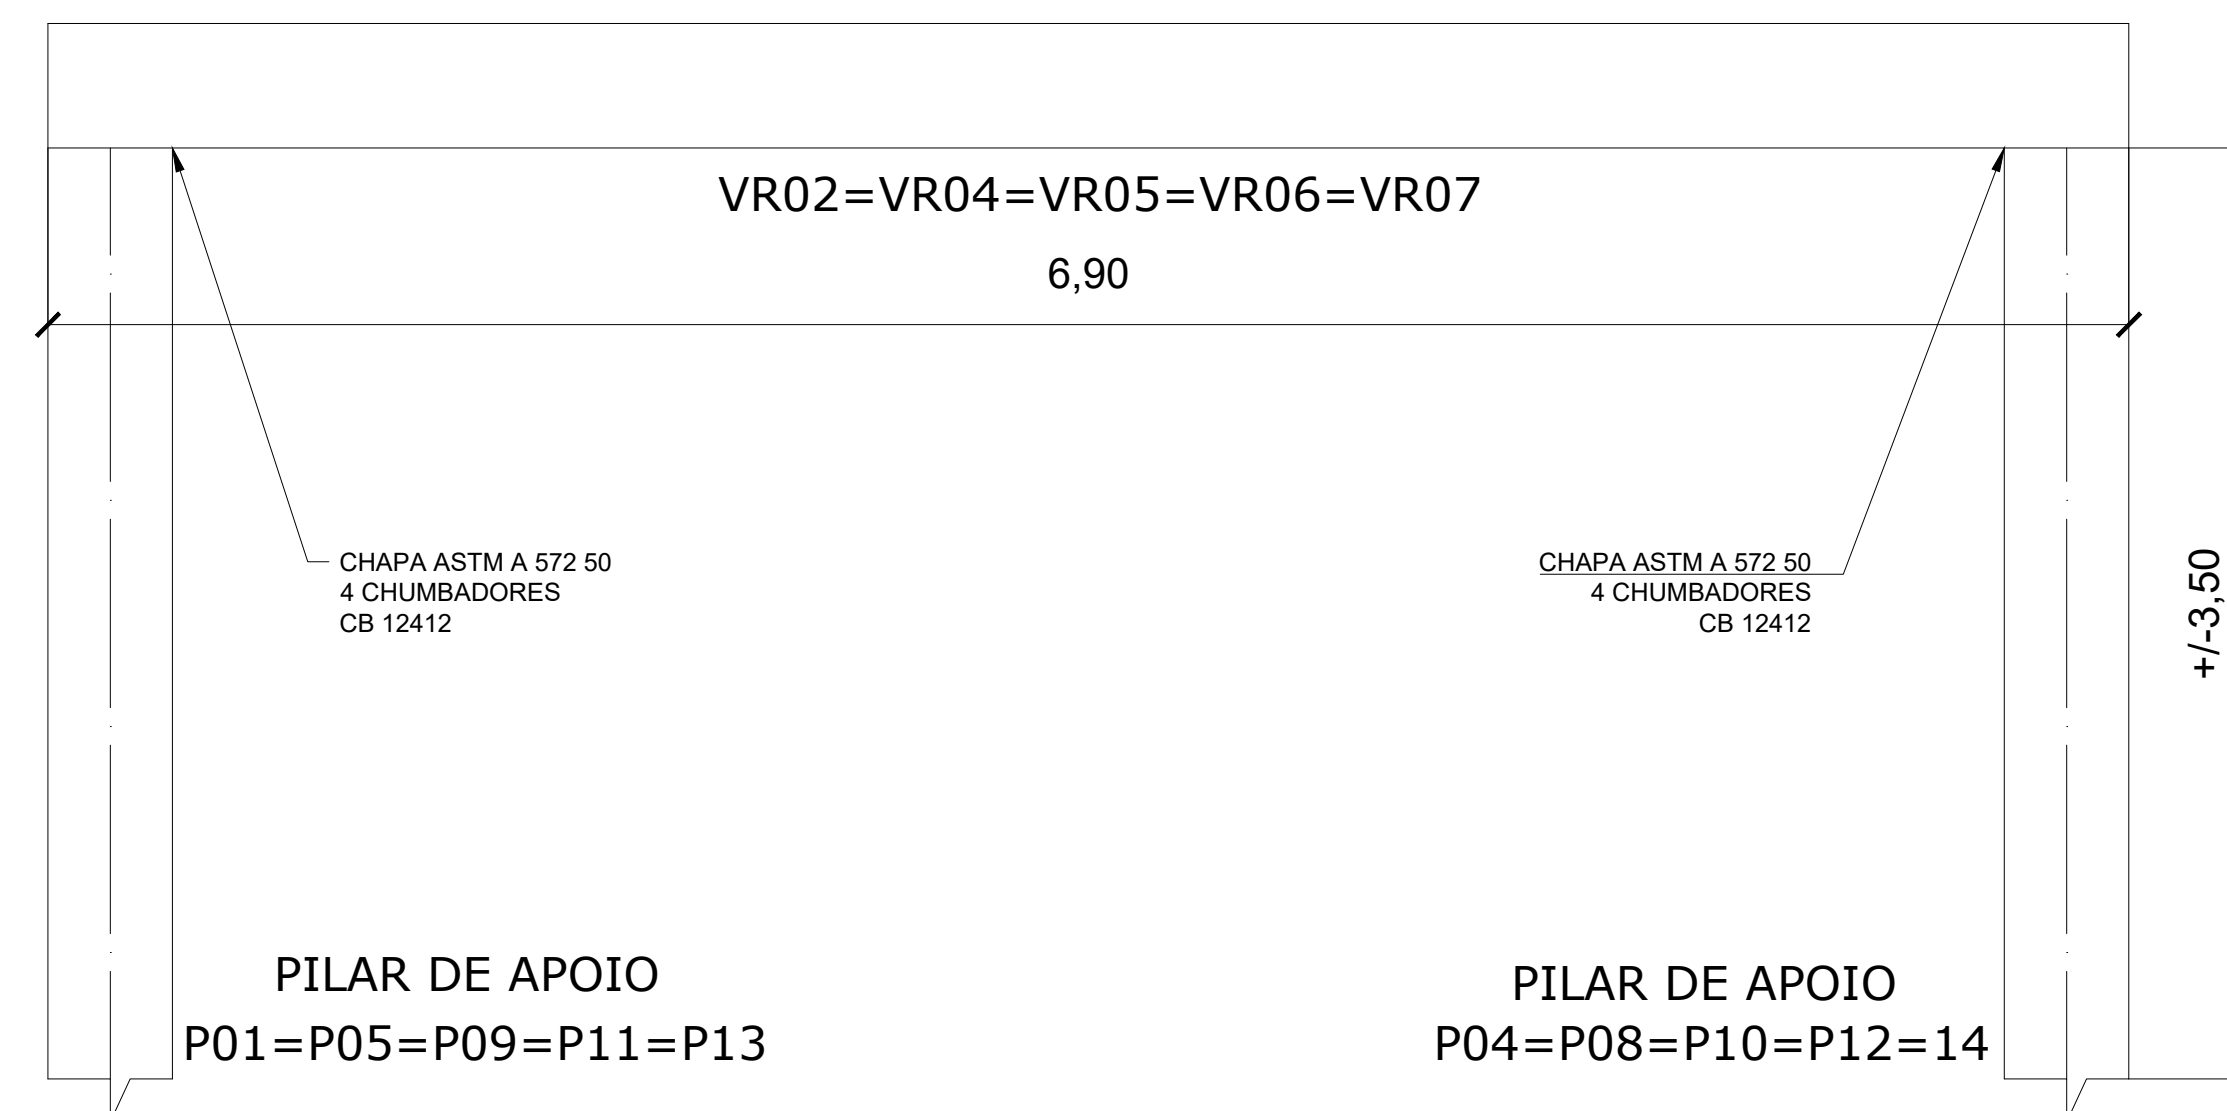 VR02=VR04=VR05=VR06=VR07
6,90
CHAPA ASTM A 572 50
4 CHUMBADORES
CB 12412
CHAPA ASTM A 572 50
4 CHUMBADORES
CB 12412
+/-3,50
PILAR DE APOIO
P01=P05=P09=P11=P13
PILAR DE APOIO
P04=P08=P10=P12=14